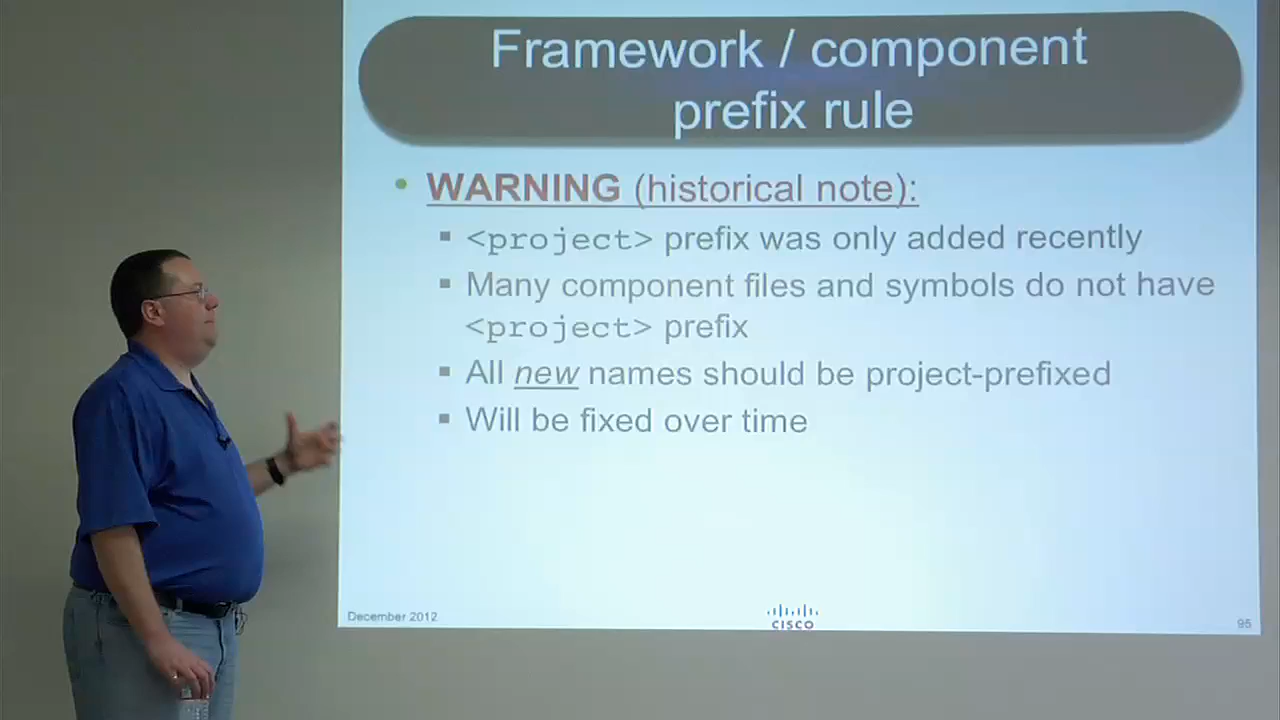 Framework / component
prefix rule
• WARNING (historical note):
▪ <project> prefix was only added recently
▪ Many component files and symbols do not have
<project> prefix
▪ All new names should be project-prefixed
▪ Will be fixed over time
December 2012
CISCO
95